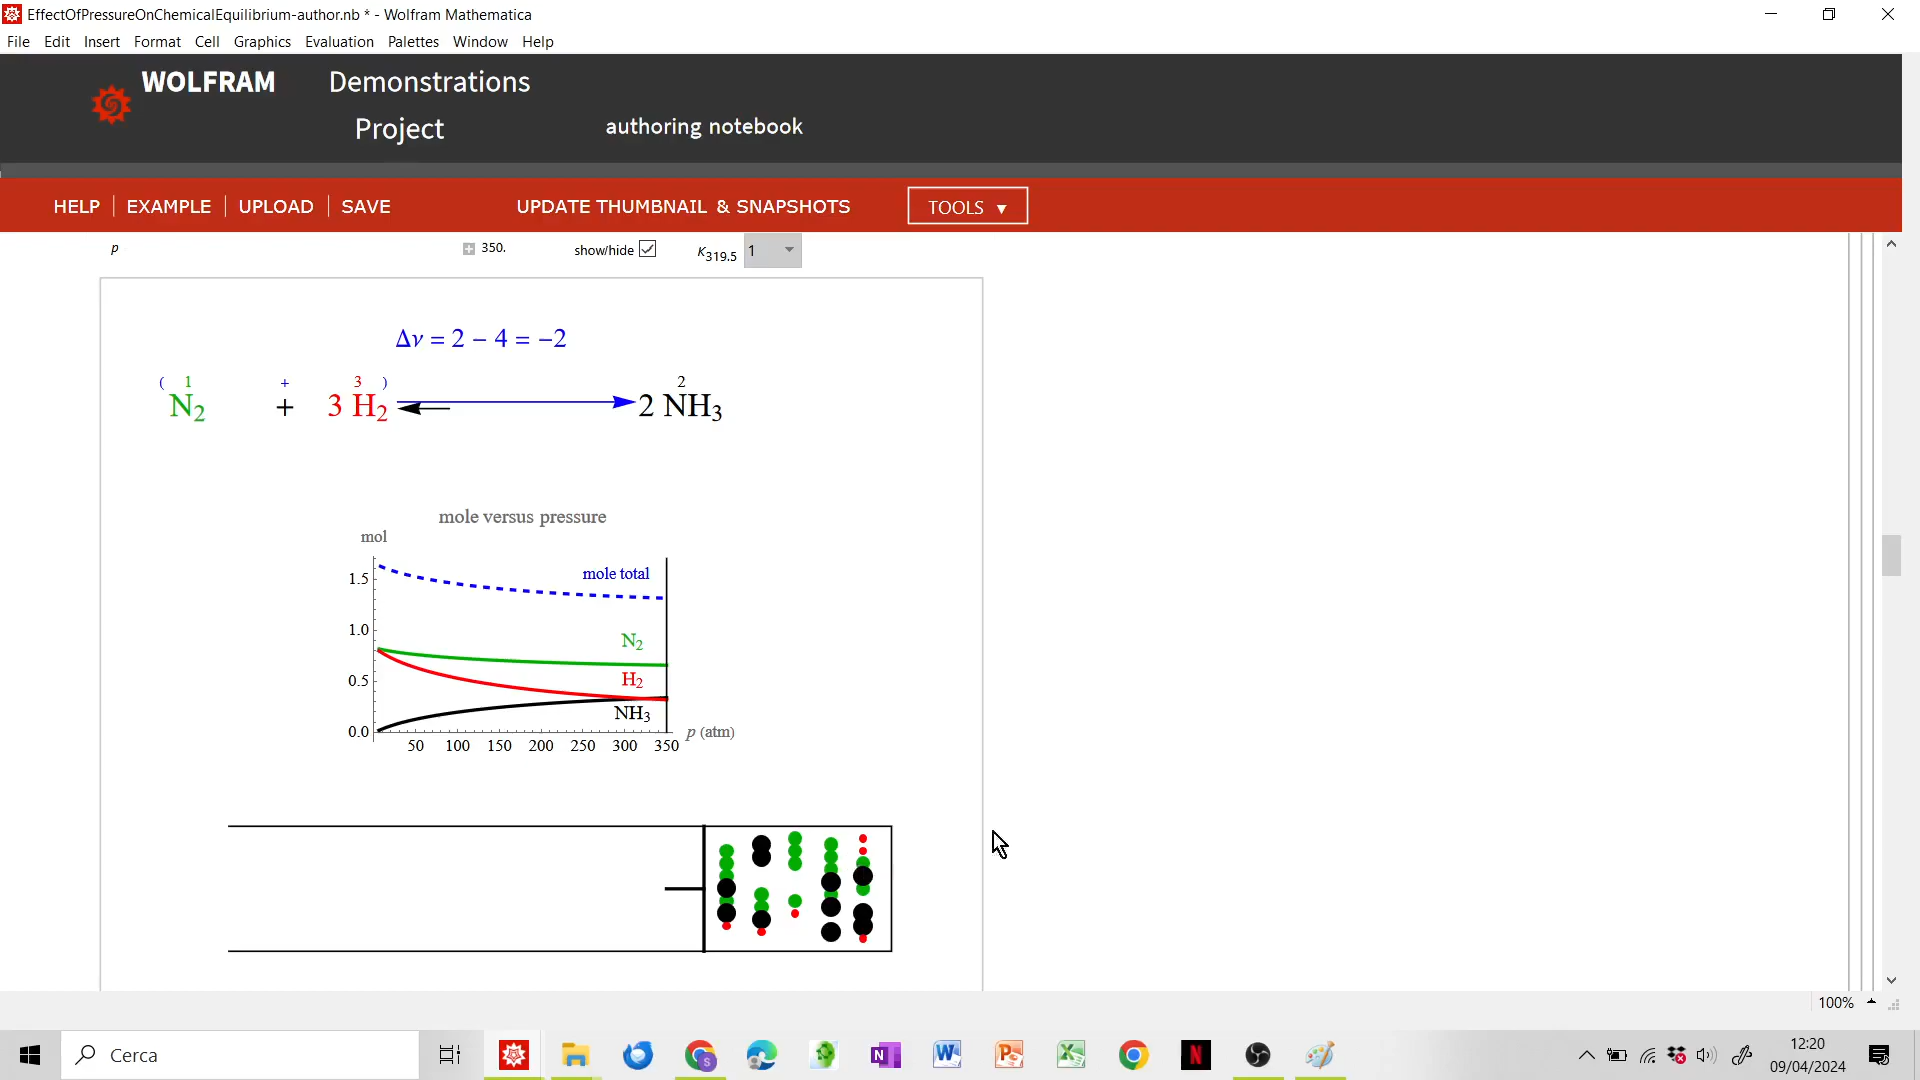 EffectOfPressureOnChemicalEquilibrium-author.nb * - Wolfram Mathematica
File Edit Insert Format Cell Graphics Evaluation Palettes Window Help
WOLFRAM Demonstrations
Project authoring notebook
HELP EXAMPLE UPLOAD SAVE UPDATE THUMBNAIL & SNAPSHOTS TOOLS ▼
p 350. show/hide K319.5 1
Δν = 2 − 4 = −2
( 1 + 3 ) 2
N2 + 3 H2 2 NH3
mole versus pressure
mol
mole total
1.5
1.0
N2
0.5
H2
NH3
0.0
p (atm)
50 100 150 200 250 300 350
100%
Cerca
12:20
09/04/2024